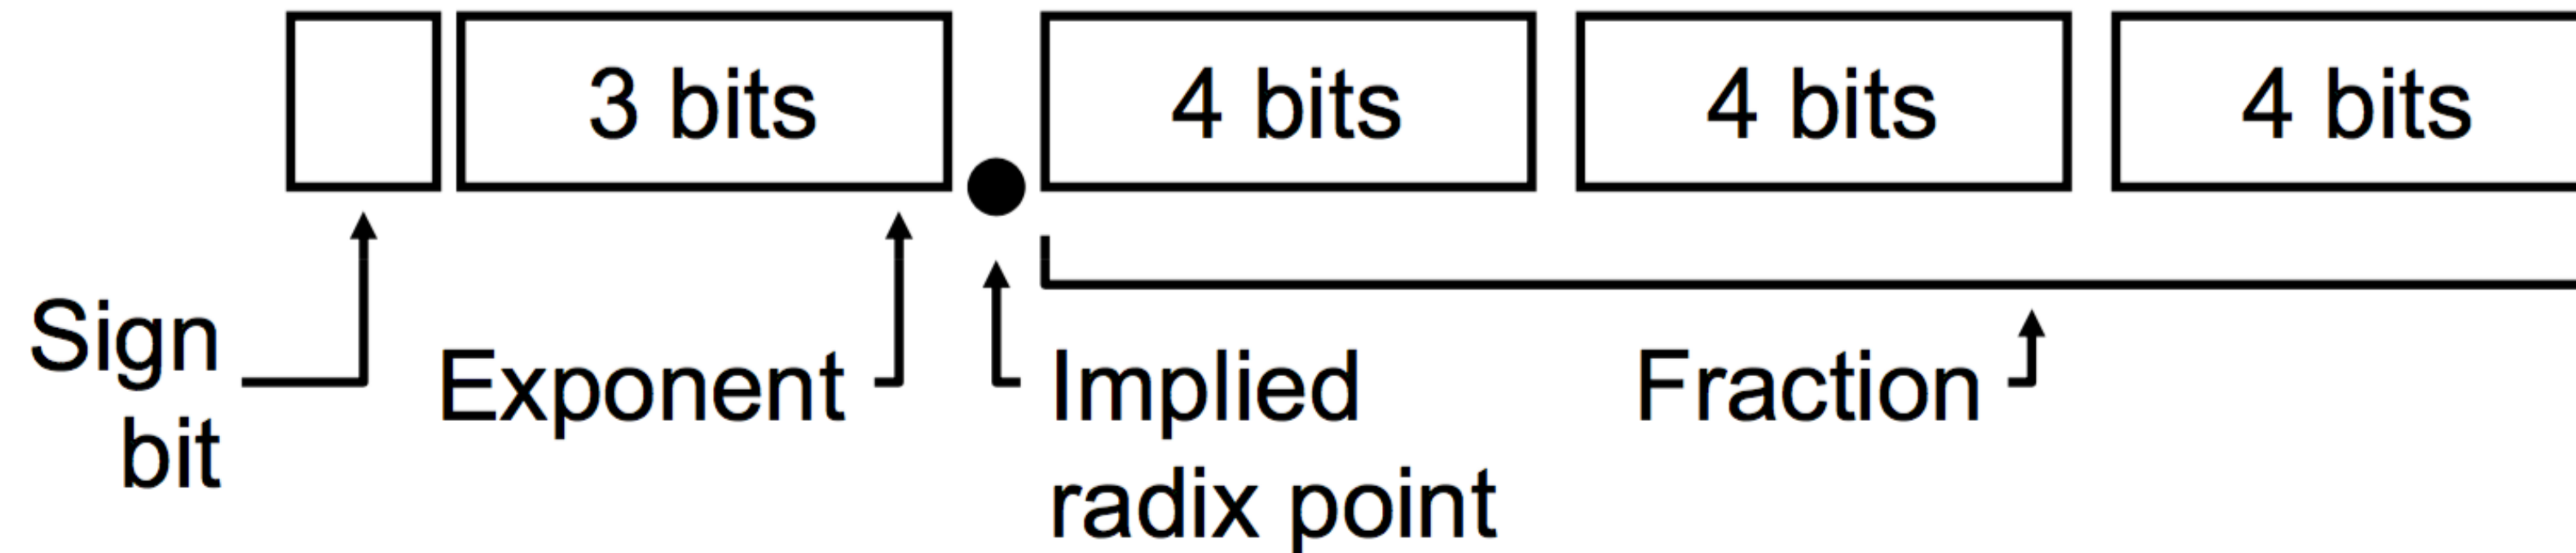 3 bits
4 bits
4 bits
4 bits
Sign
bit
Exponent
Implied
radix point
Fraction